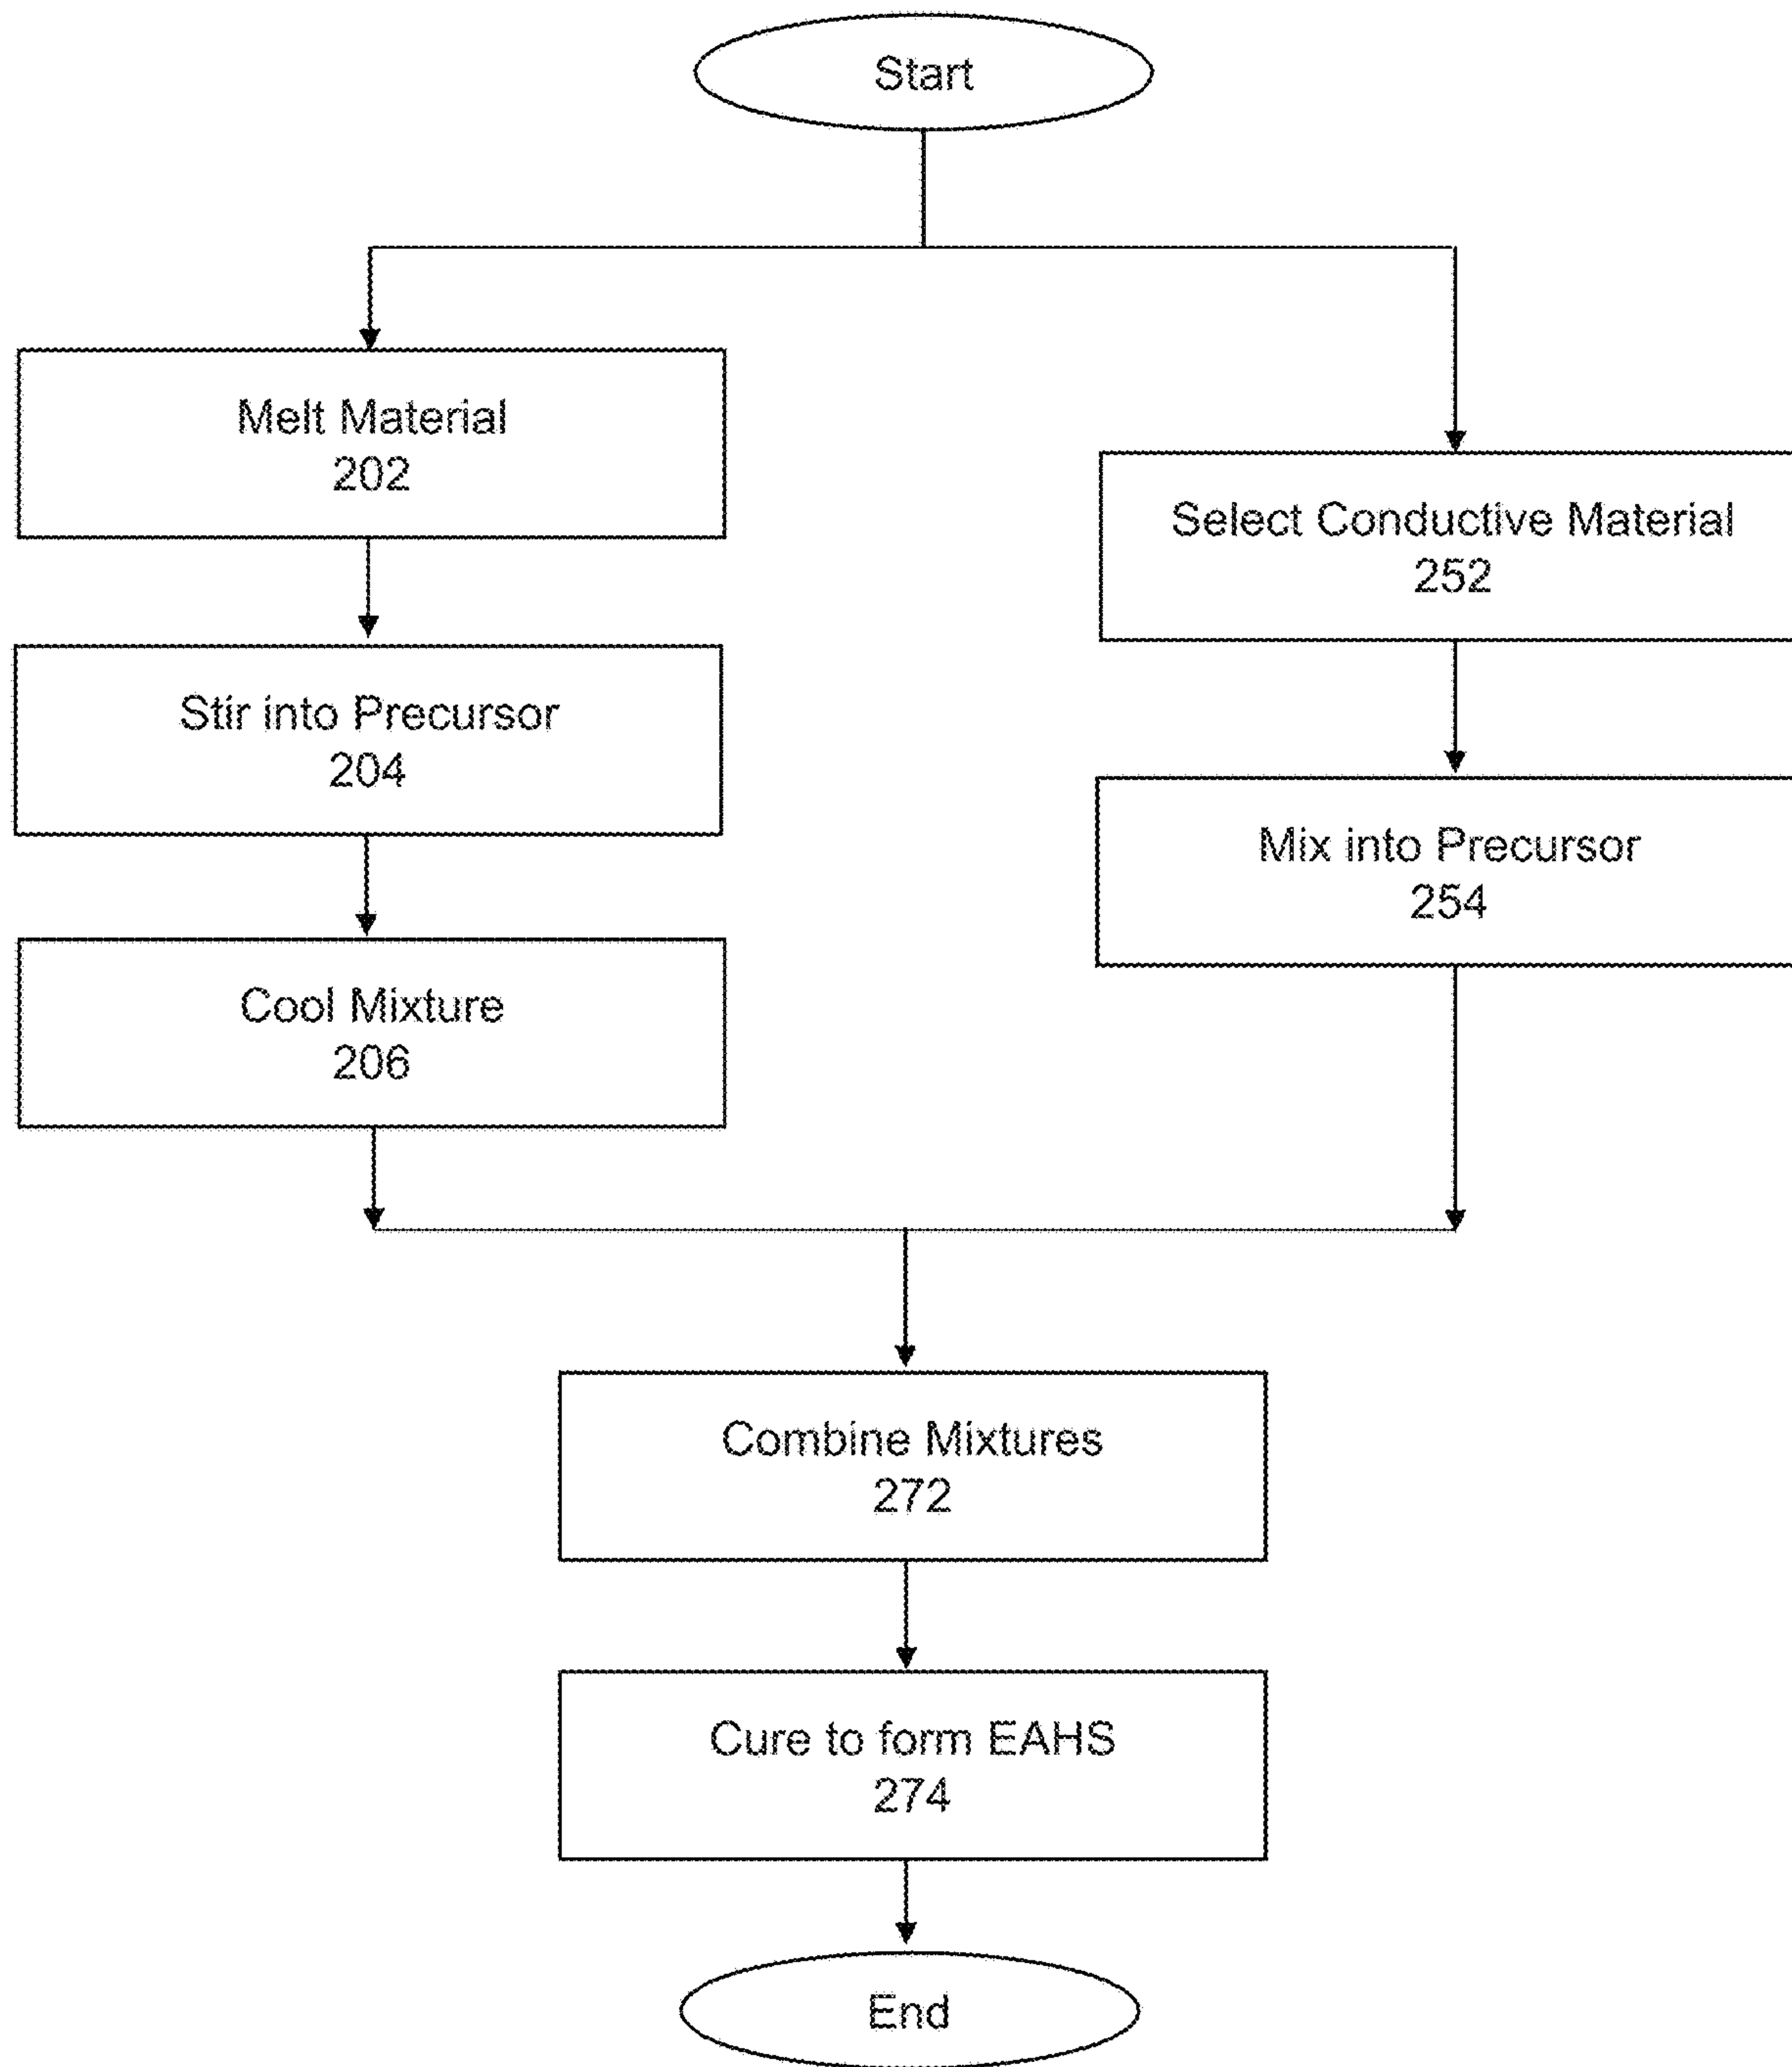 Start
Melt Material
202
Select Conductive Material
252
Stir into Precursor
204
Mix into Precursor
254
Cool Mixture
206
Combine Mixtures
272
Cure to form EAHS
274
End